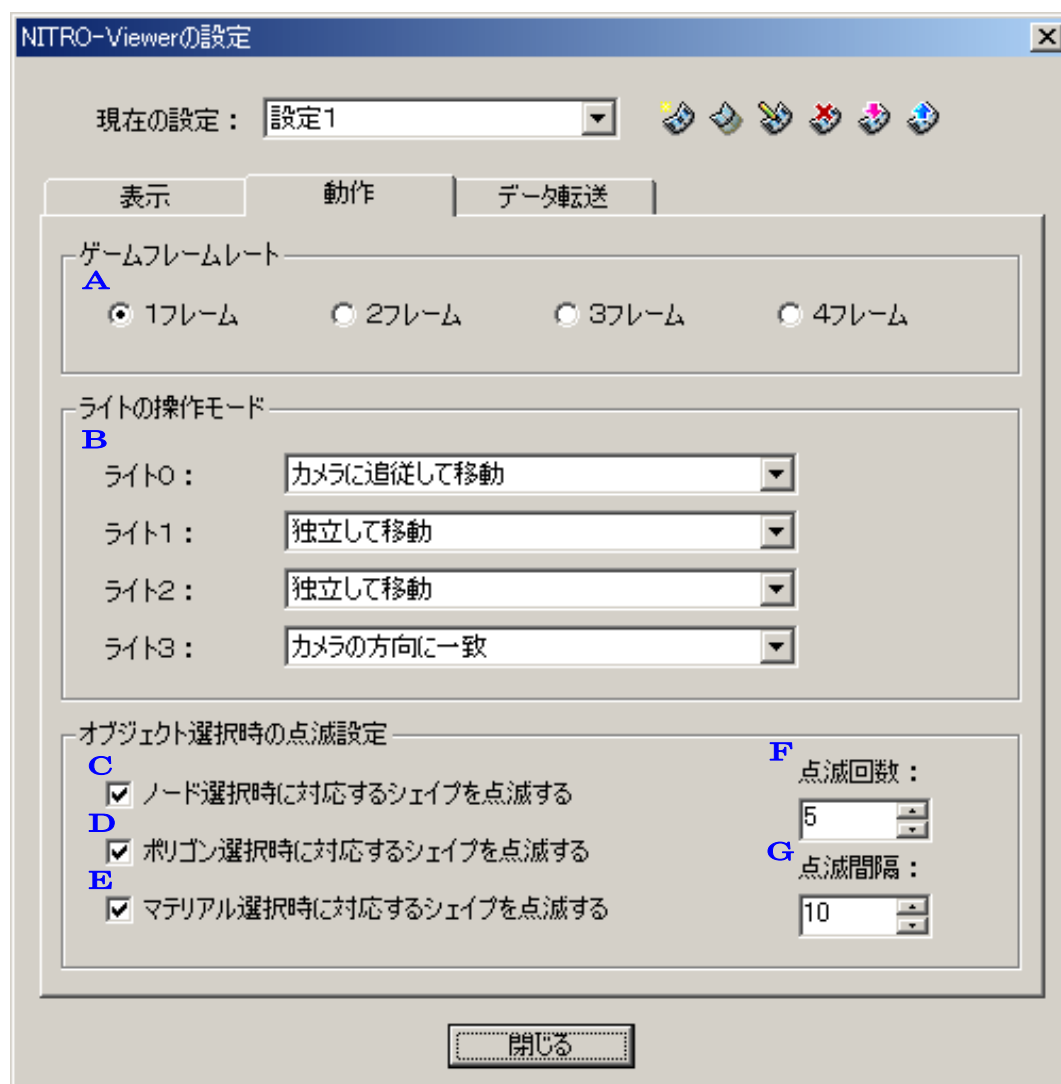 NITRO-Viewerの設定
現在の設定： 設定1
表示 動作 データ転送
ゲームフレームレート
A
1フレーム 2フレーム 3フレーム 4フレーム
ライトの操作モード
B
ライト0： カメラに追従して移動
ライト1： 独立して移動
ライト2： 独立して移動
ライト3： カメラの方向に一致
オブジェクト選択時の点滅設定
C
ノード選択時に対応するシェイプを点滅する
D
ポリゴン選択時に対応するシェイプを点滅する
E
マテリアル選択時に対応するシェイプを点滅する
F
点滅回数：
5
G
点滅間隔：
10
閉じる